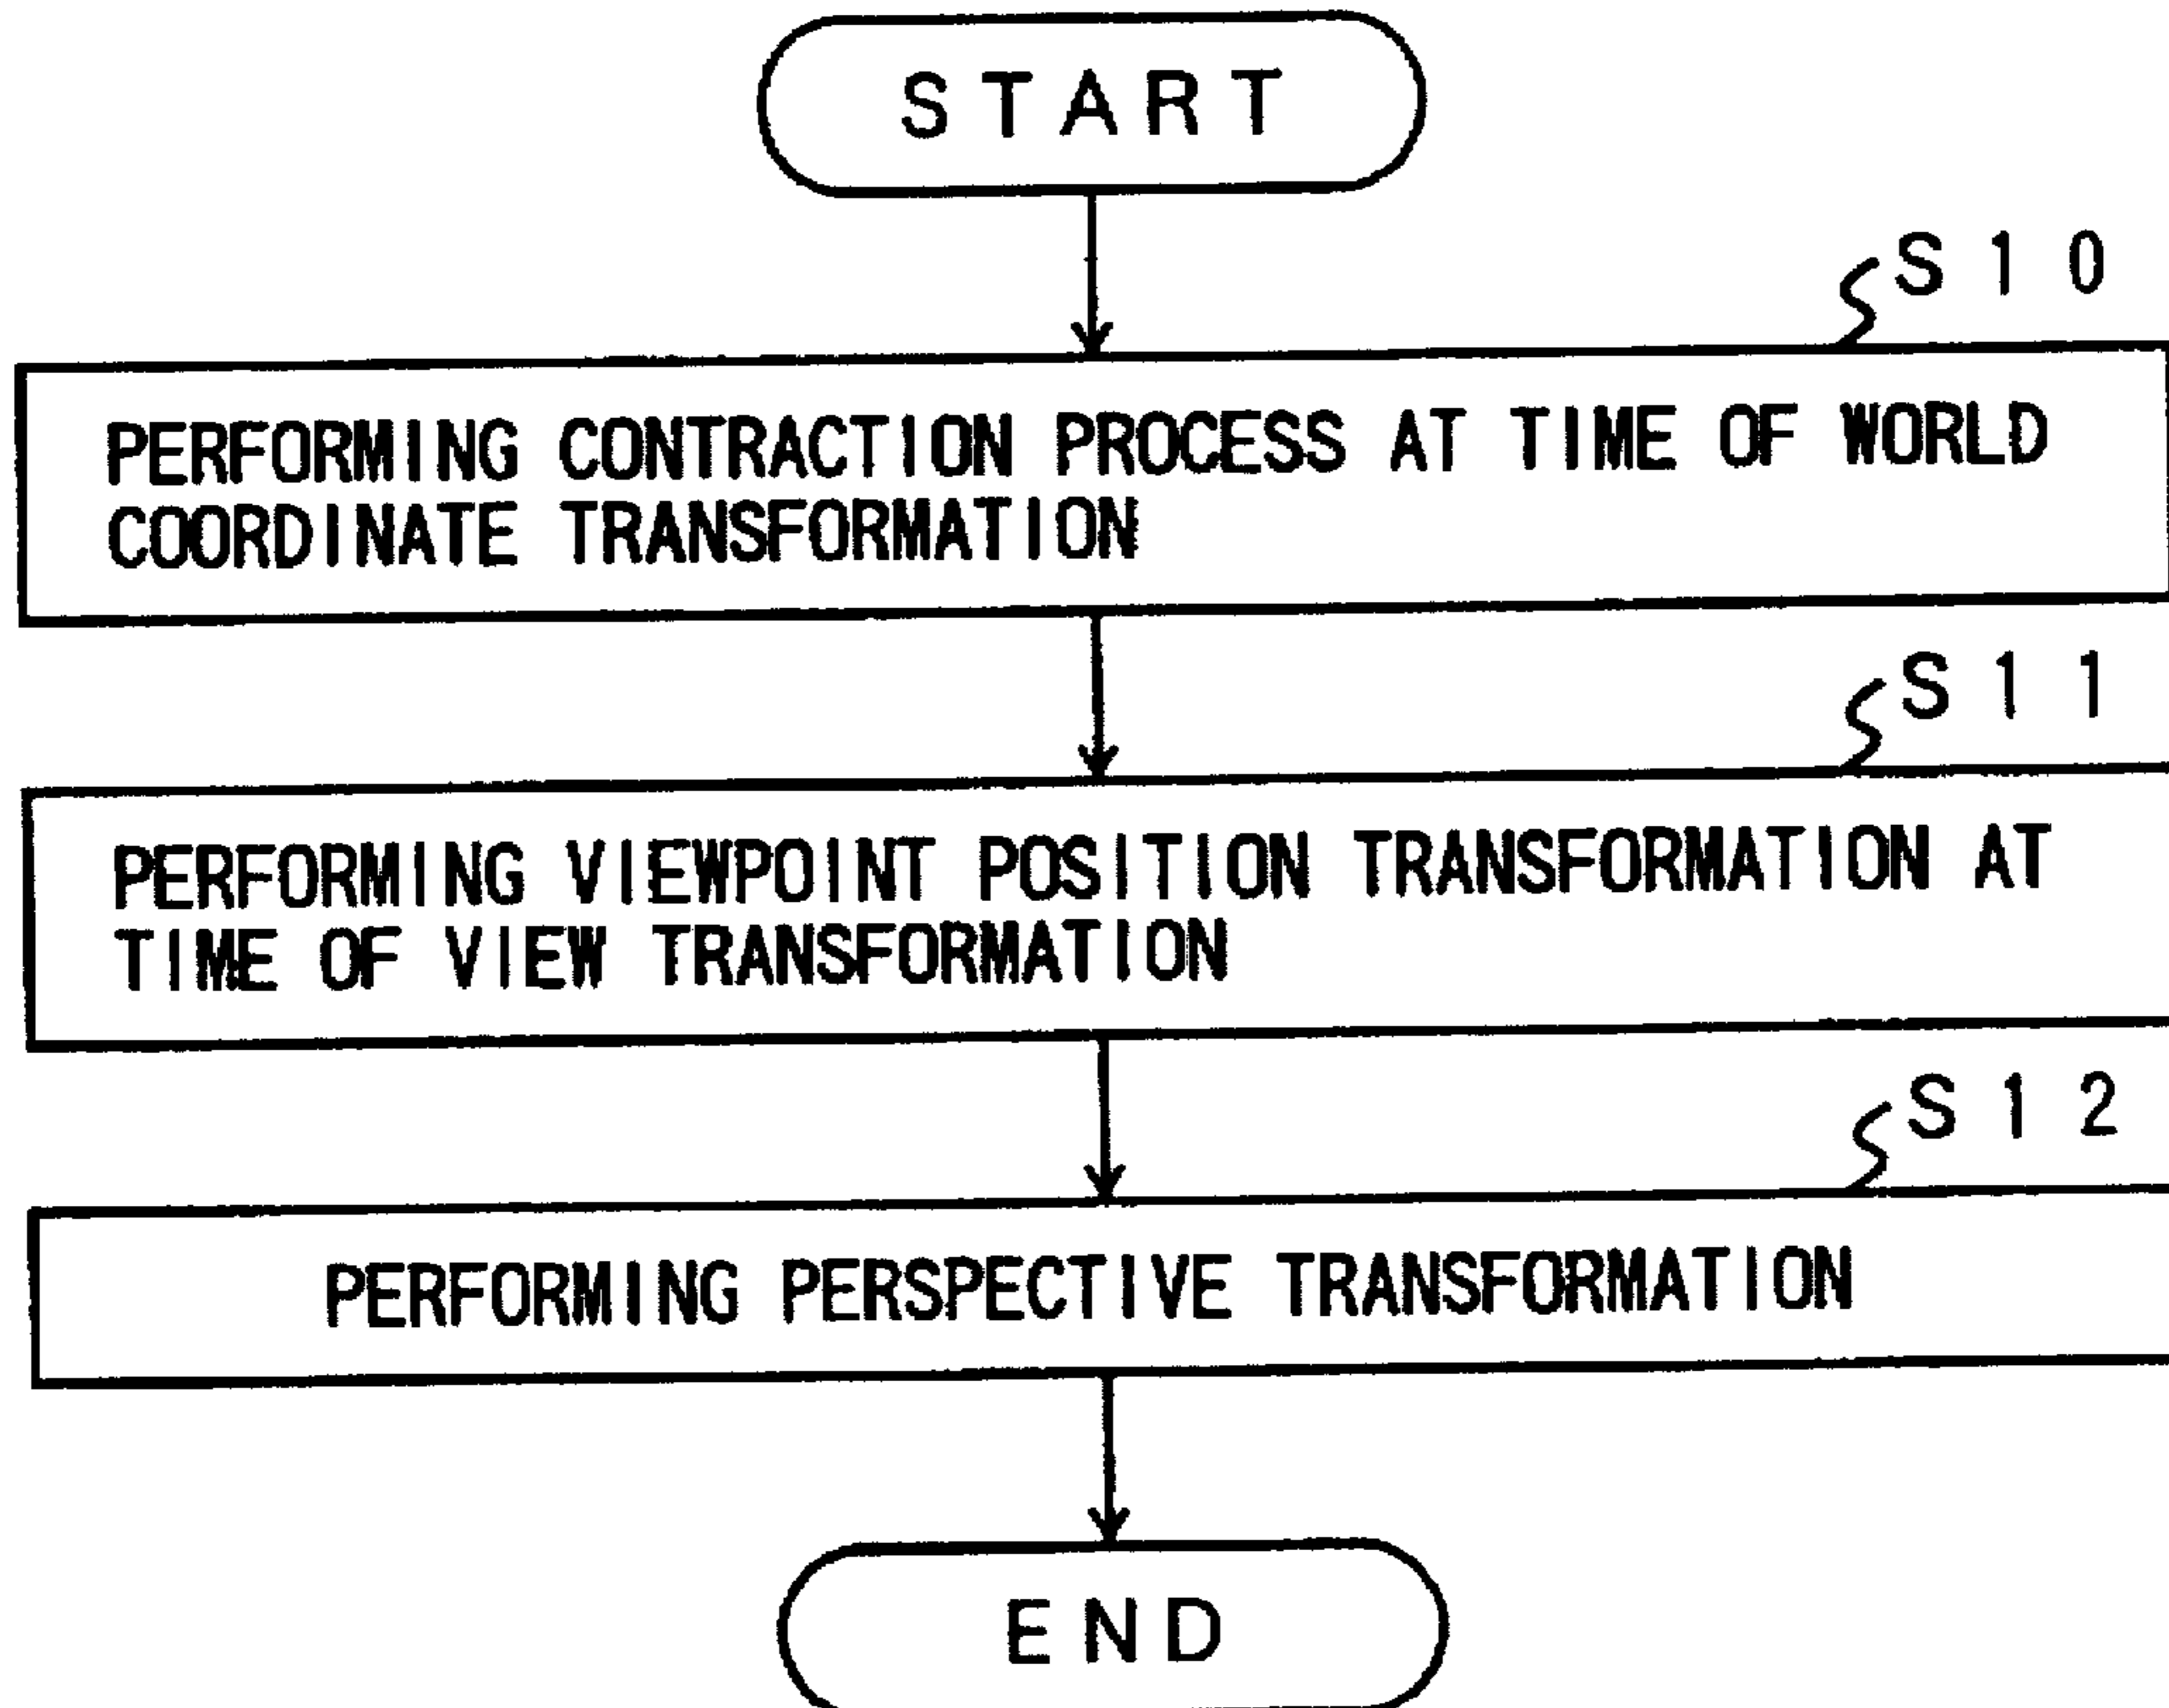 START
S10
PERFORMING CONTRACTION PROCESS AT TIME OF WORLD
COORDINATE TRANSFORMATION
S11
PERFORMING VIEWPOINT POSITION TRANSFORMATION AT
TIME OF VIEW TRANSFORMATION
S12
PERFORMING PERSPECTIVE TRANSFORMATION
END